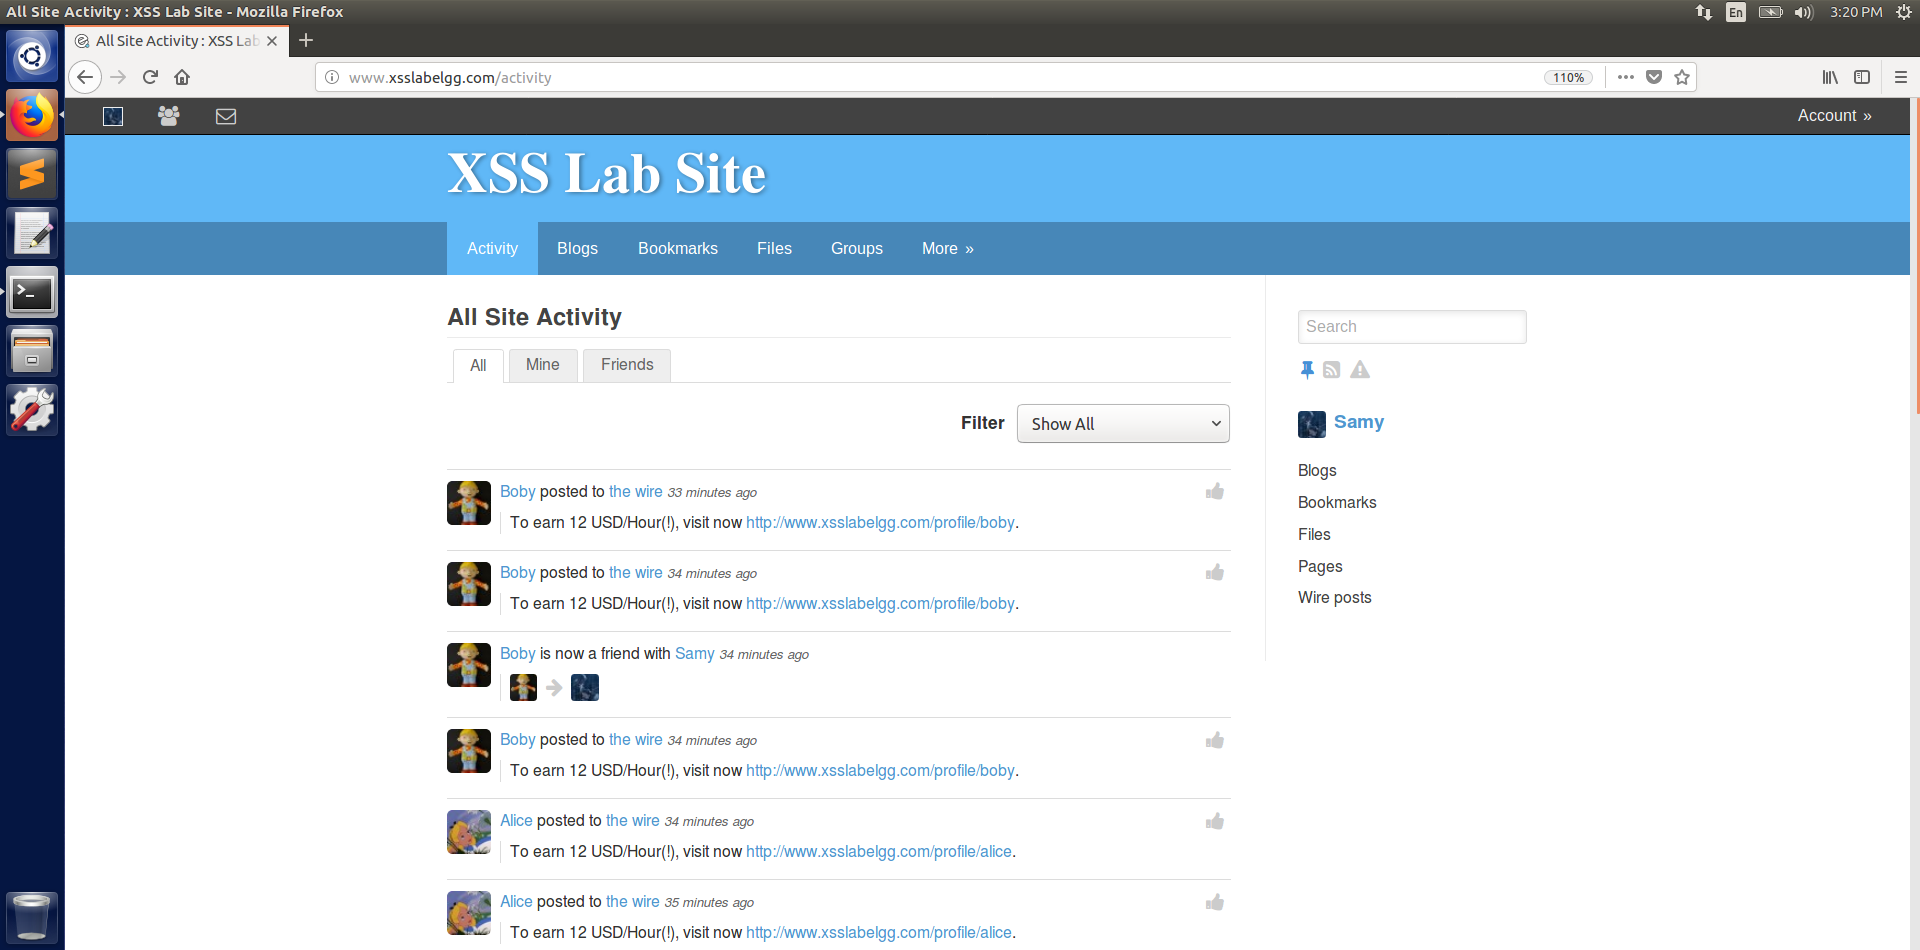 All Site Activity : XSS Lab Site - Mozilla Firefox
En
3:20 PM
All Site Activity : XSS Lab
www.xsslabelgg.com/activity
110%
Account »
XSS Lab Site
Activity
Blogs
Bookmarks
Files
Groups
More »
All Site Activity
All
Mine
Friends
Filter
Show All
Boby posted to the wire 33 minutes ago
To earn 12 USD/Hour(!), visit now http://www.xsslabelgg.com/profile/boby.
Boby posted to the wire 34 minutes ago
To earn 12 USD/Hour(!), visit now http://www.xsslabelgg.com/profile/boby.
Boby is now a friend with Samy 34 minutes ago
Boby posted to the wire 34 minutes ago
To earn 12 USD/Hour(!), visit now http://www.xsslabelgg.com/profile/boby.
Alice posted to the wire 34 minutes ago
To earn 12 USD/Hour(!), visit now http://www.xsslabelgg.com/profile/alice.
Alice posted to the wire 35 minutes ago
To earn 12 USD/Hour(!), visit now http://www.xsslabelgg.com/profile/alice.
Search
Samy
Blogs
Bookmarks
Files
Pages
Wire posts